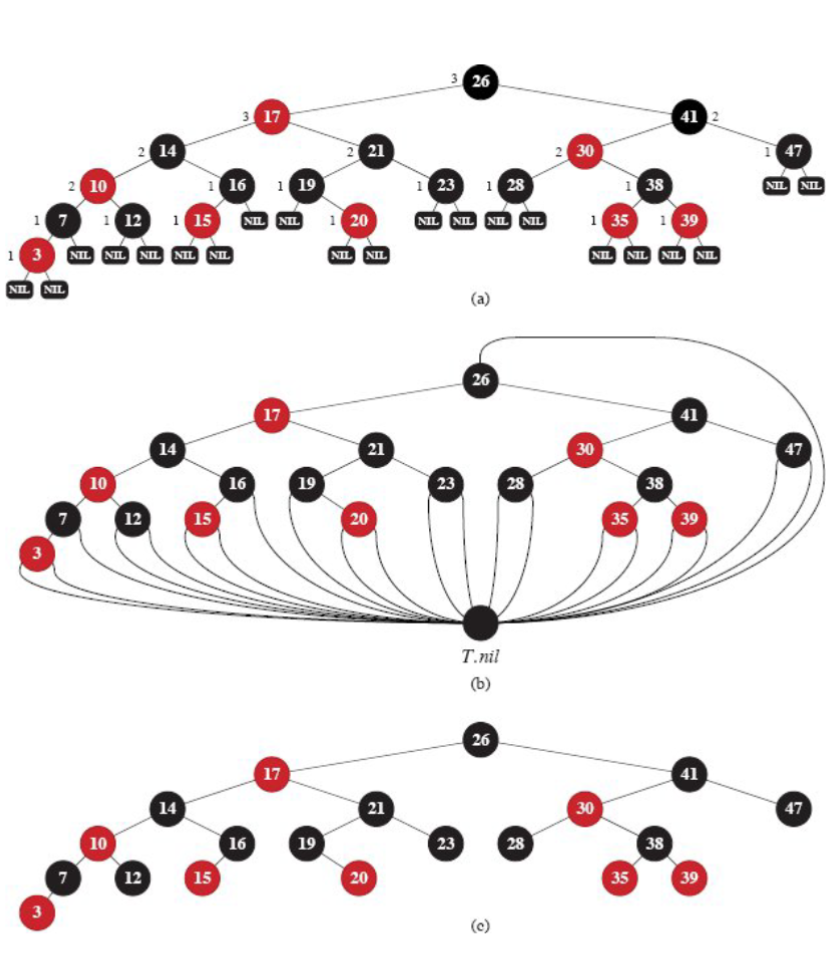 3 26
3 17 41 2
2 14 2 21 2 30 1 47
2 10 1 16 1 19 1 23 1 28 1 38 NIL NIL
1 7 1 12 1 15 NIL NIL 1 20 NIL NIL NIL NIL 1 35 1 39
1 3 NIL NIL NIL NIL NIL NIL NIL NIL NIL NIL NIL
NIL NIL
(a)
26
17 41
14 21 30 47
10 16 19 23 28 38
7 12 15 20 35 39
3
T.nil
(b)
26
17 41
14 21 30 47
10 16 19 23 28 38
7 12 15 20 35 39
3
(c)